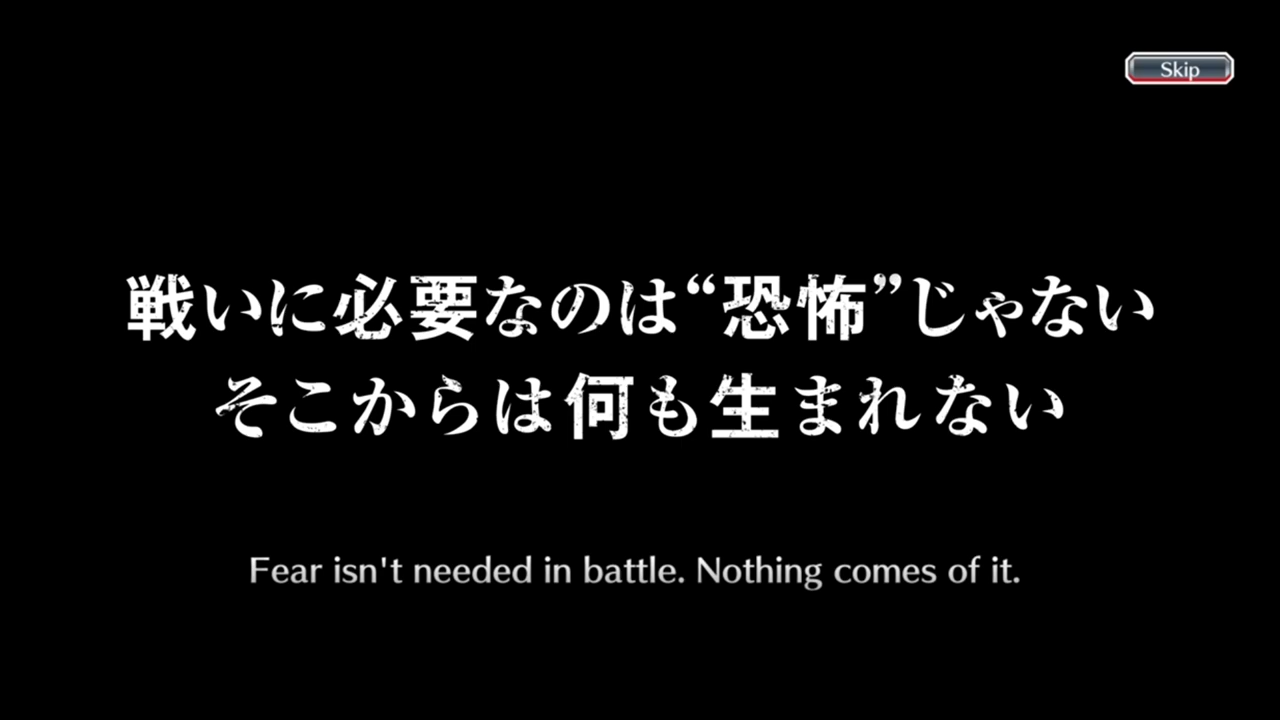 Skip
戦いに必要なのは“恐怖”じゃない
そこからは何も生まれない
Fear isn't needed in battle. Nothing comes of it.